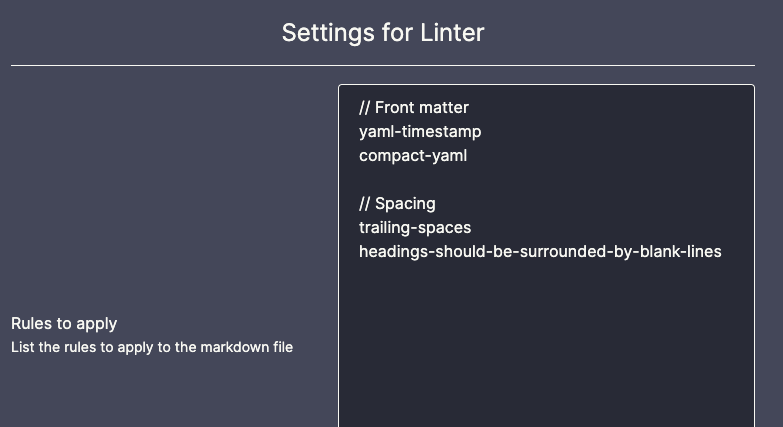 Settings for Linter
// Front matter
yaml-timestamp
compact-yaml
// Spacing
trailing-spaces
headings-should-be-surrounded-by-blank-lines
Rules to apply
List the rules to apply to the markdown file